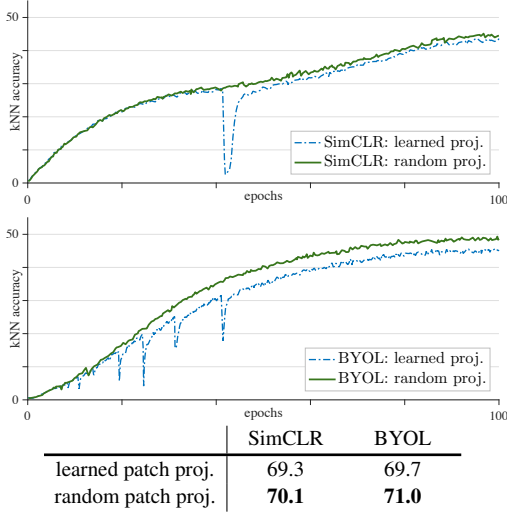 50
kNN accuracy
SimCLR: learned proj.
SimCLR: random proj.
0
0 epochs 100
50
kNN accuracy
BYOL: learned proj.
BYOL: random proj.
0
0 epochs 100
SimCLR BYOL
learned patch proj. 69.3 69.7
random patch proj. 70.1 71.0